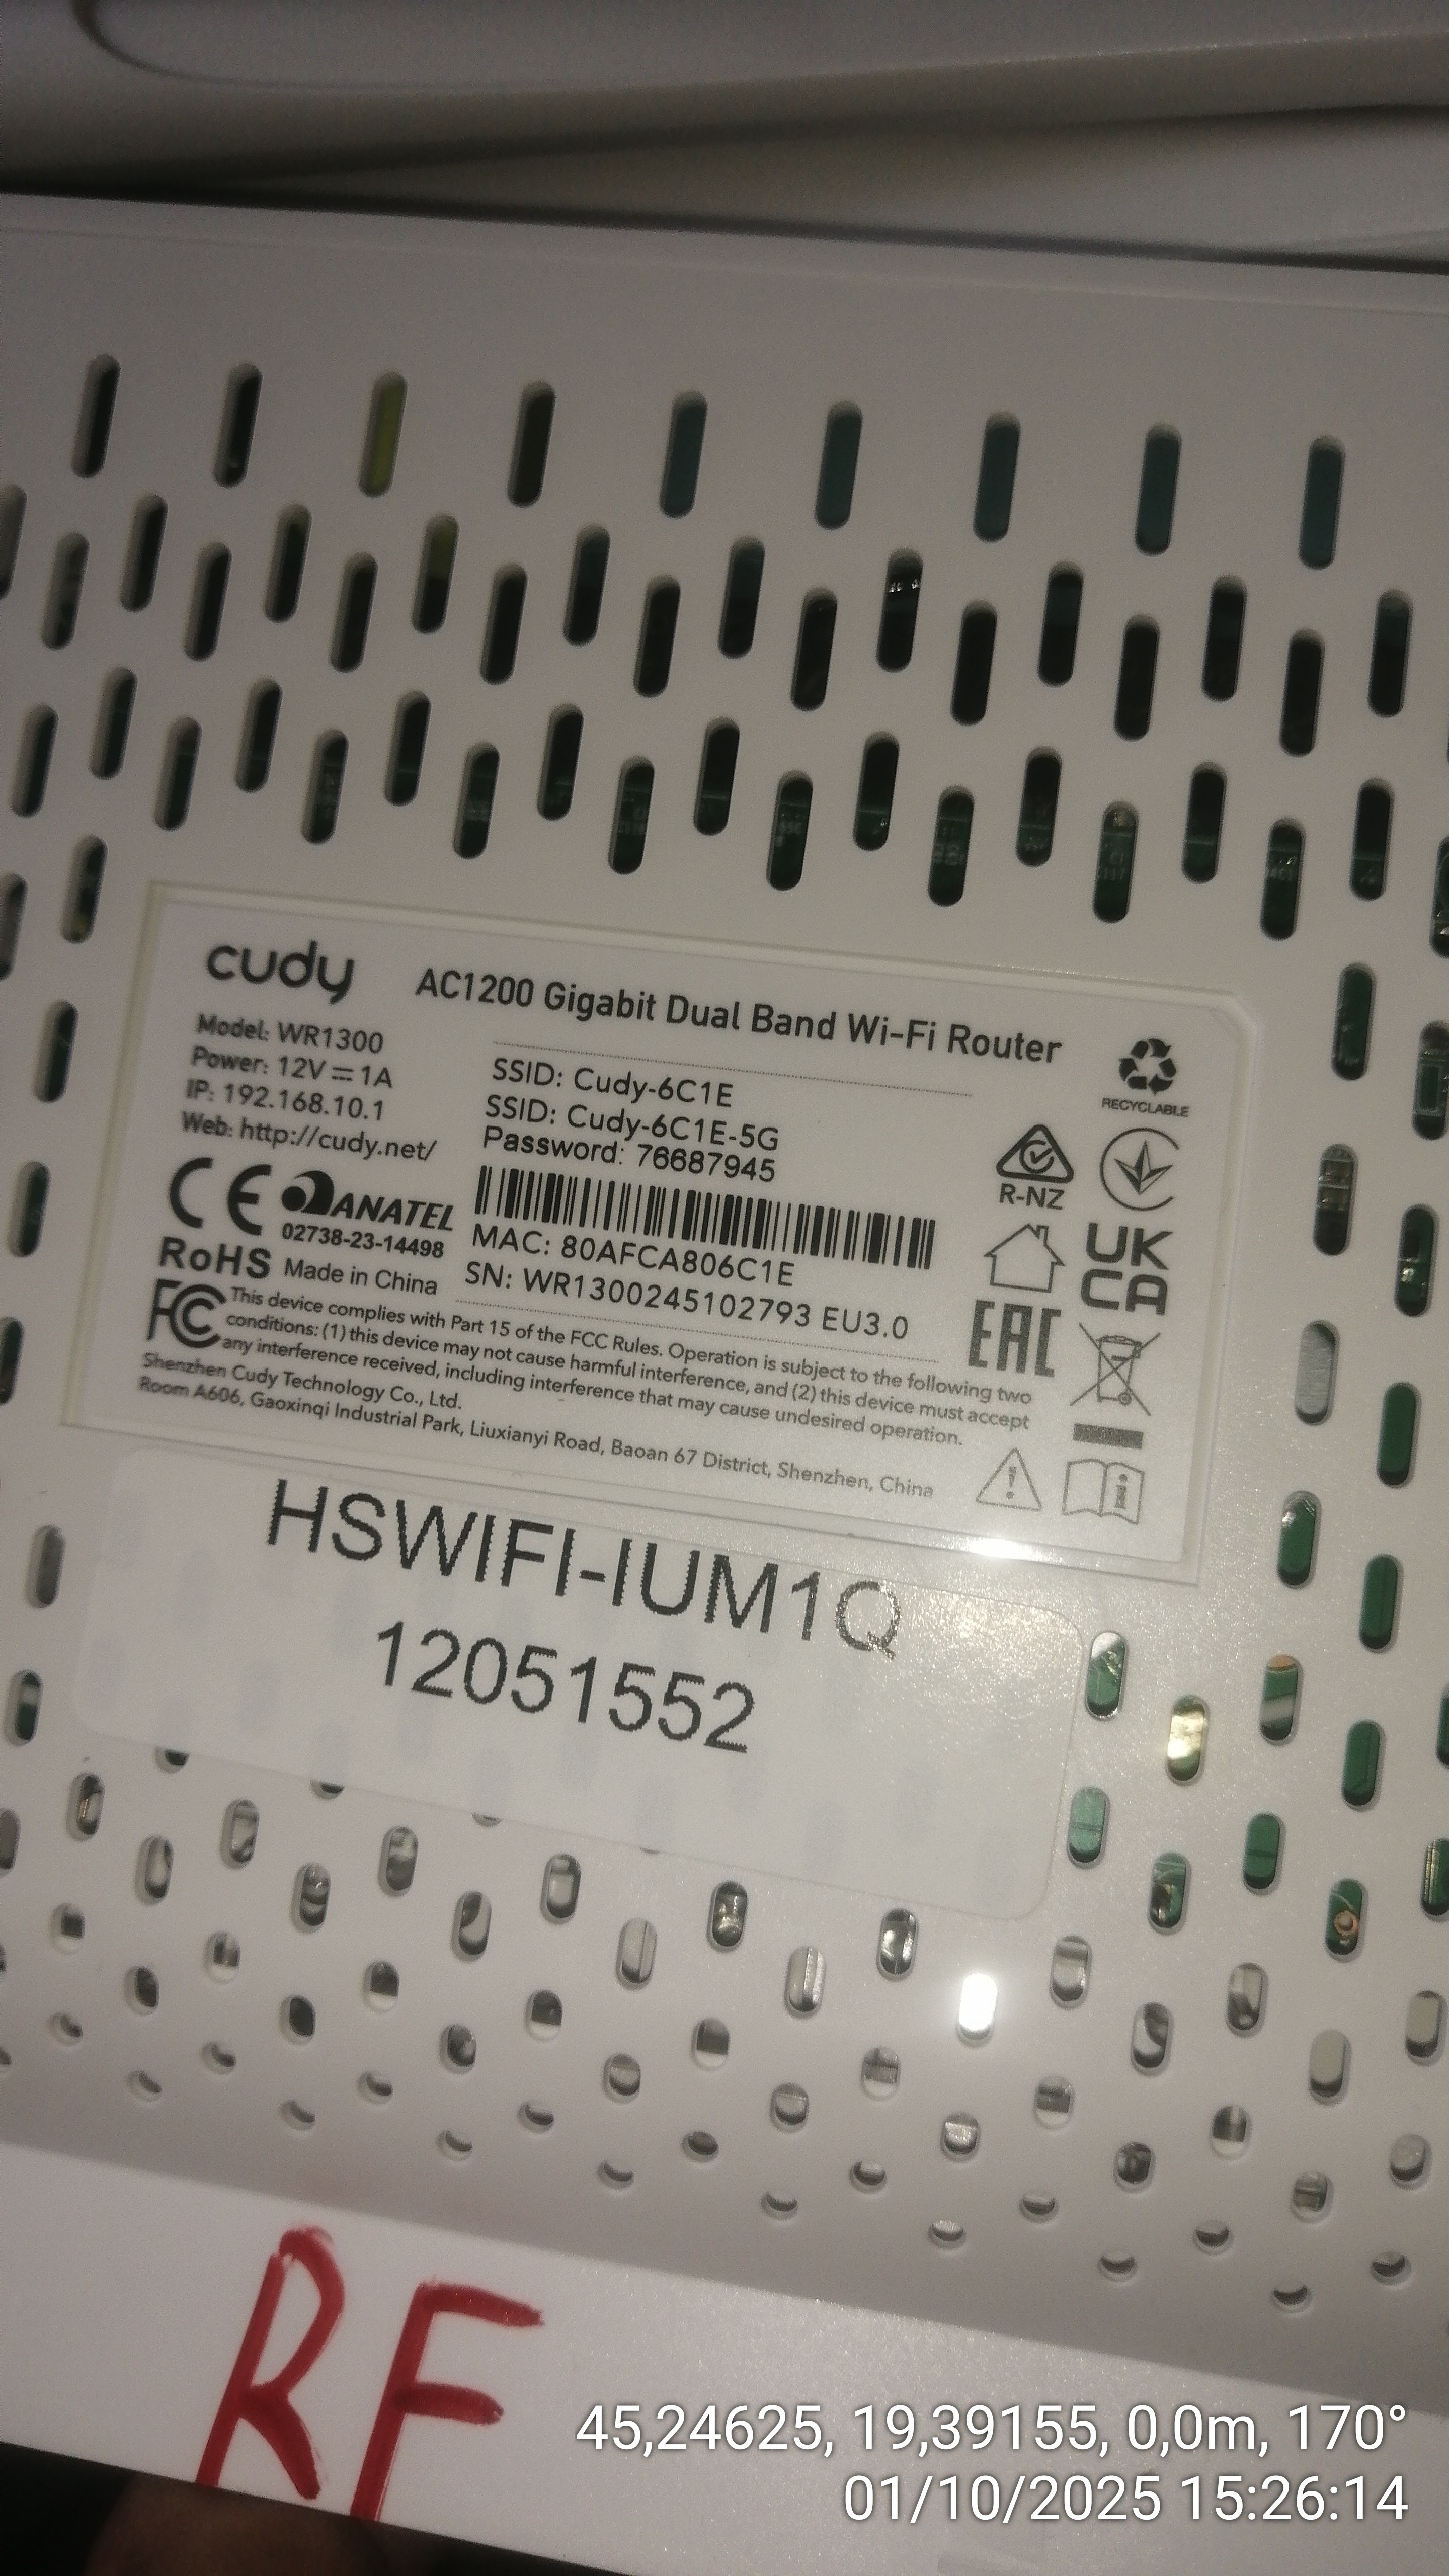 cudy AC1200 Gigabit Dual Band Wi-Fi Router
Model: WR1300
Power: 12V⎓1A
IP: 192.168.10.1
Web: http://cudy.net/
SSID: Cudy-6C1E
SSID: Cudy-6C1E-5G
Password: 76687945
MAC: 80AFCA806C1E
SN: WR1300245102793 EU3.0
CE ANATEL
02738-23-14498
RoHS Made in China
RECYCLABLE
R-NZ
UK
CA
EAC
FC This device complies with Part 15 of the FCC Rules. Operation is subject to the following two
conditions: (1) this device may not cause harmful interference, and (2) this device must accept
any interference received, including interference that may cause undesired operation.
Shenzhen Cudy Technology Co., Ltd.
Room A606, Gaoxinqi Industrial Park, Liuxianyi Road, Baoan 67 District, Shenzhen, China
HSWIFI-IUM1Q
12051552
RF
45,24625, 19,39155, 0,0m, 170°
01/10/2025 15:26:14